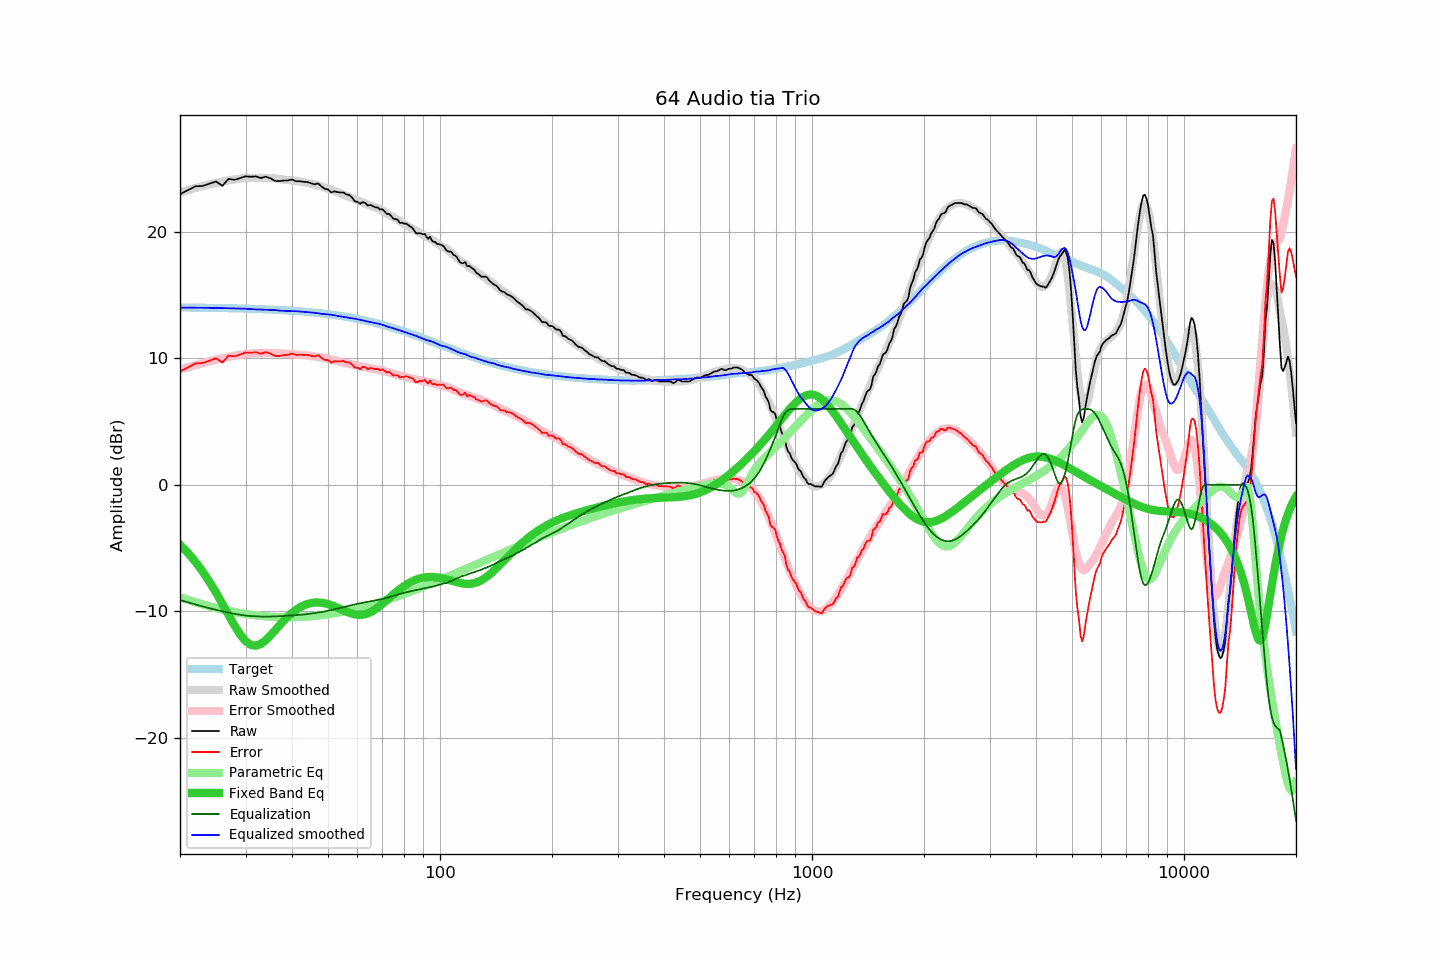 64 Audio tia Trio
Amplitude (dBr)
20
10
0
−10
−20
Target
Raw Smoothed
Error Smoothed
Raw
Error
Parametric Eq
Fixed Band Eq
Equalization
Equalized smoothed
100
1000
10000
Frequency (Hz)